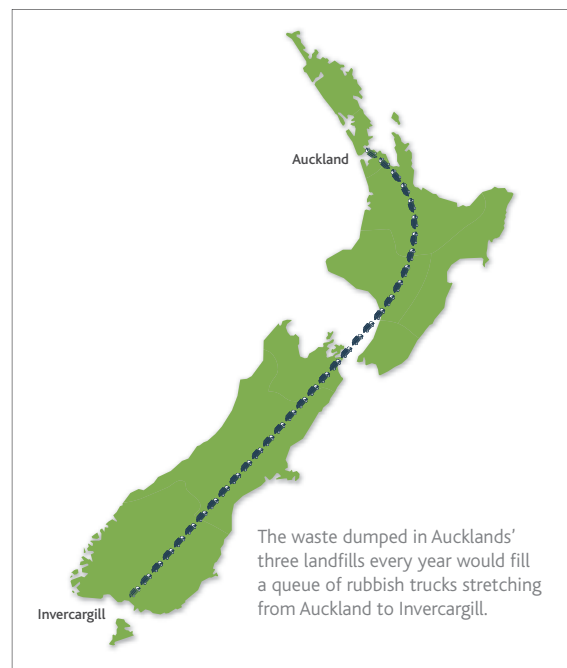 Auckland
The waste dumped in Aucklands’
three landfills every year would fill
a queue of rubbish trucks stretching
from Auckland to Invercargill.
Invercargill